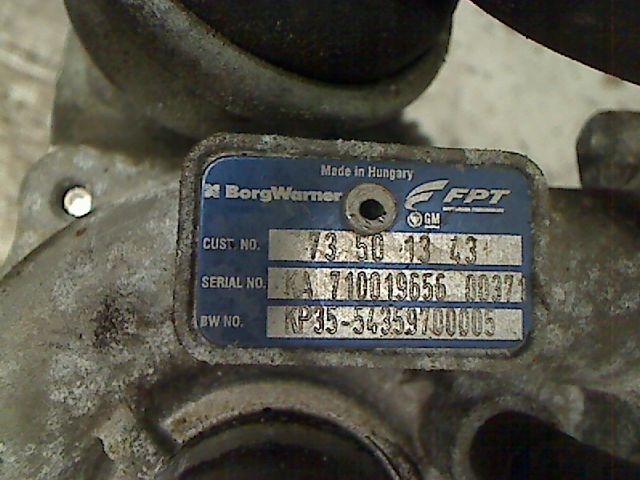 Made in Hungary
BorgWarner
FPT
GM
CUST. NO. 73 50 13 43
SERIAL NO. KA 710019656 00371
BW NO. KP35-54359700005